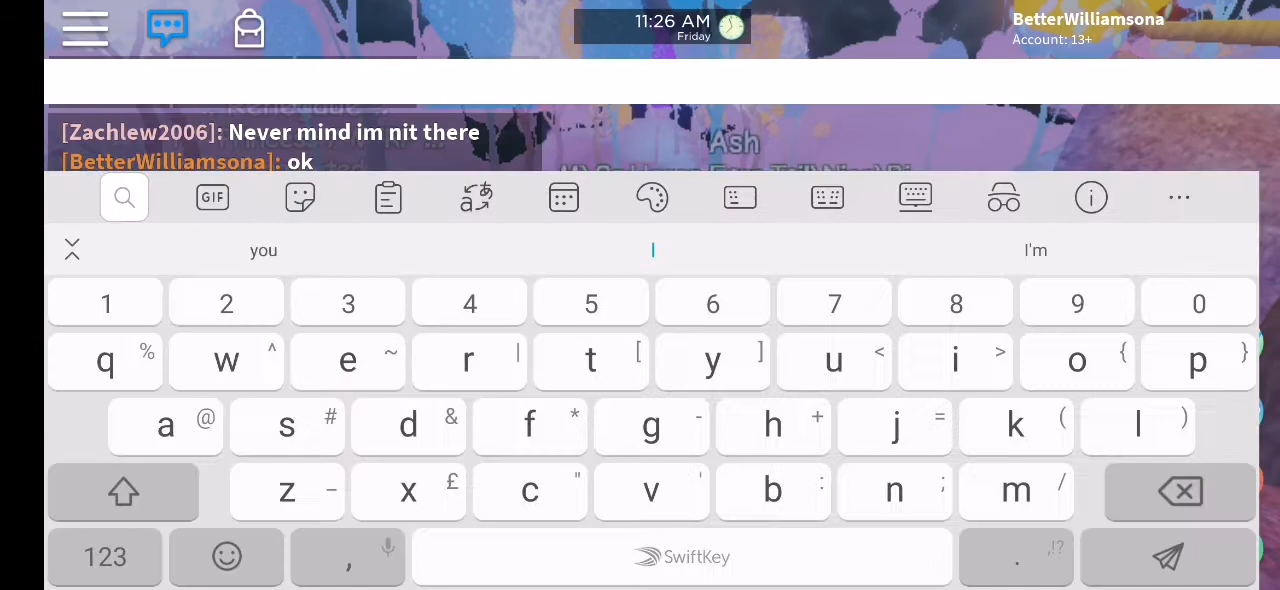 11:26 AM
Friday
BetterWilliamsona
Account: 13+
[Zachlew2006]: Never mind im nit there
[BetterWilliamsona]: ok
Ash
GIF
you I I'm
1 2 3 4 5 6 7 8 9 0
q % w ^ e ~ r | t [ y ] u < i > o { p }
a @ s # d & f * g - h + j = k ( l )
z _ x £ c " v ' b : n ; m /
123 , SwiftKey . ,!?